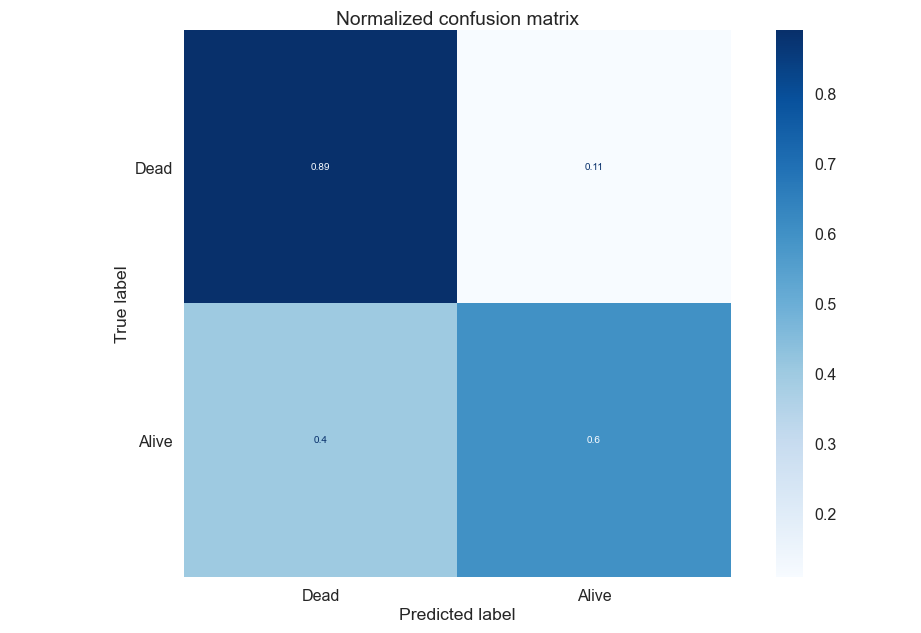 Normalized confusion matrix
True label
Dead
0.89
0.11
Alive
0.4
0.6
Dead
Alive
Predicted label
0.8
0.7
0.6
0.5
0.4
0.3
0.2